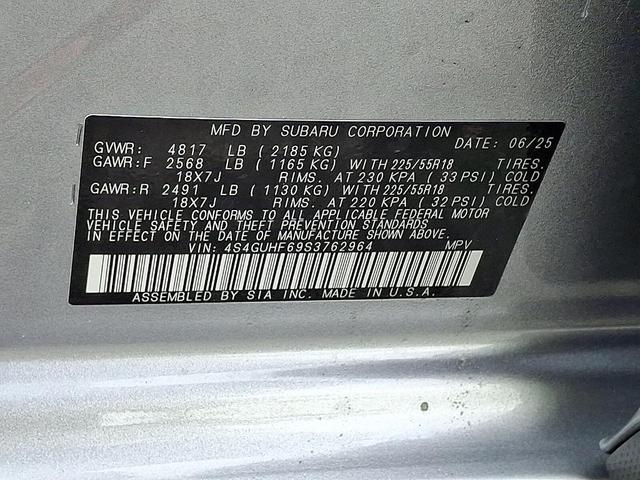 MFD BY SUBARU CORPORATION
GVWR: 4817 LB ( 2185 KG) DATE: 06/25
GAWR:F 2568 LB ( 1165 KG) WITH 225/55R18 TIRES.
18X7J RIMS. AT 230 KPA ( 33 PSI) COLD
GAWR:R 2491 LB ( 1130 KG) WITH 225/55R18 TIRES.
18X7J RIMS. AT 220 KPA ( 32 PSI) COLD
THIS VEHICLE CONFORMS TO ALL APPLICABLE FEDERAL MOTOR
VEHICLE SAFETY AND THEFT PREVENTION STANDARDS
IN EFFECT ON THE DATE OF MANUFACTURE SHOWN ABOVE.
VIN: 4S4GUHF69S3762964 MPV
ASSEMBLED BY SIA INC. MADE IN U.S.A.